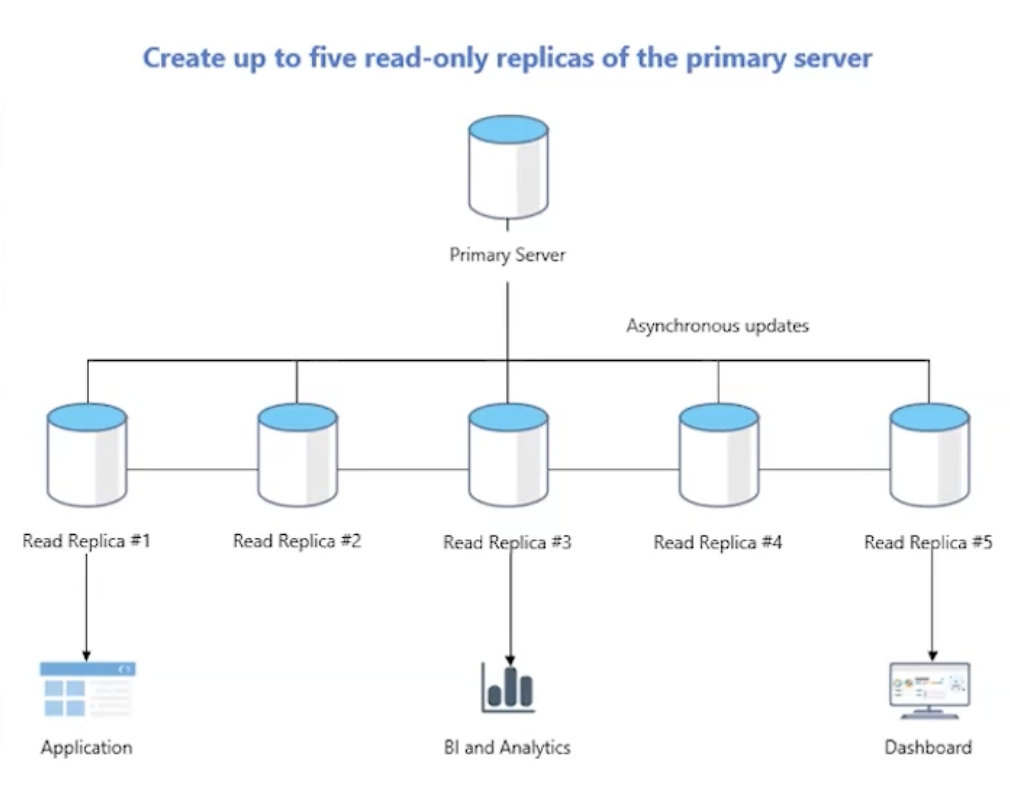 Create up to five read-only replicas of the primary server
Primary Server
Asynchronous updates
Read Replica #1
Read Replica #2
Read Replica #3
Read Replica #4
Read Replica #5
Application
BI and Analytics
Dashboard